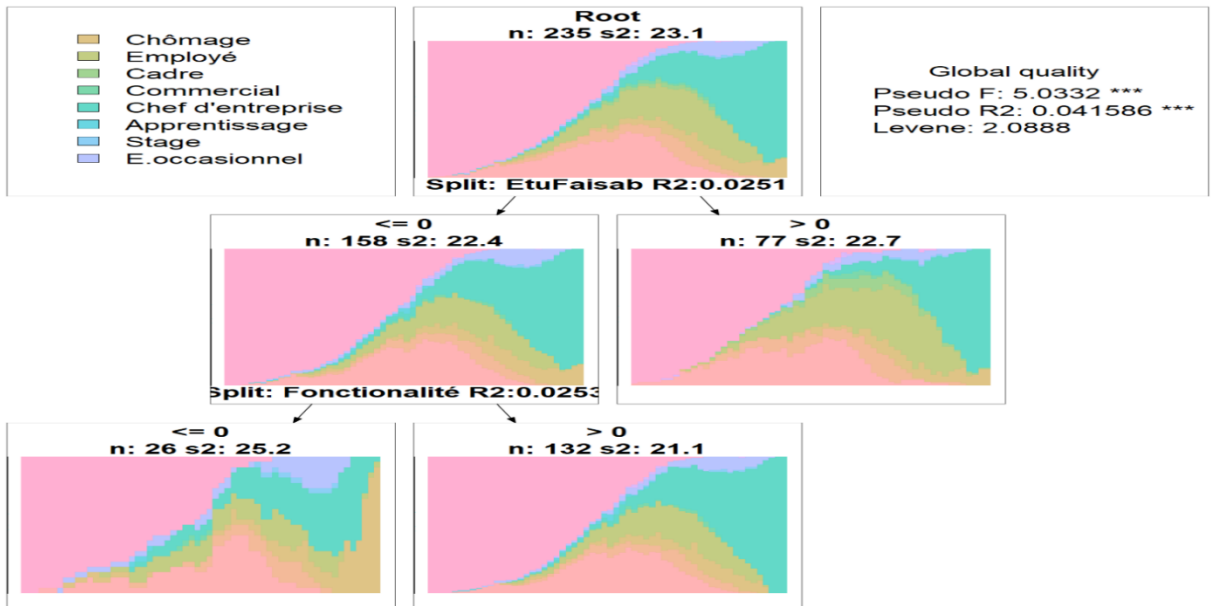 Chômage
Employé
Cadre
Commercial
Chef d'entreprise
Apprentissage
Stage
E.occasionnel
Root
n: 235 s2: 23.1
Split: EtuFaisab R2:0.0251
Global quality
Pseudo F: 5.0332 ***
Pseudo R2: 0.041586 ***
Levene: 2.0888
<= 0
n: 158 s2: 22.4
Split: Fonctionalité R2:0.0253
> 0
n: 77 s2: 22.7
<= 0
n: 26 s2: 25.2
> 0
n: 132 s2: 21.1